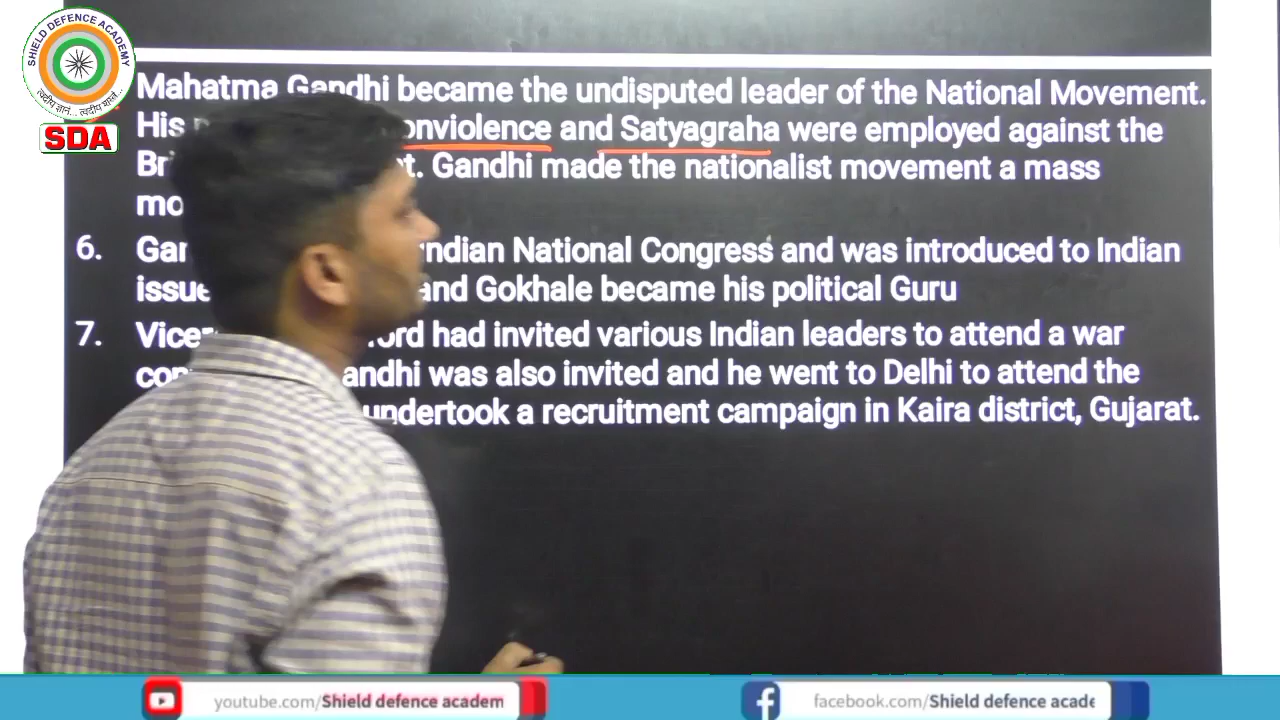 SHIELD DEFENCE ACADEMY
SDA
Mahatma Gandhi became the undisputed leader of the National Movement.
His onviolence and Satyagraha were employed against the
Bri t. Gandhi made the nationalist movement a mass
mo
6. Gan ndian National Congress and was introduced to Indian
issue and Gokhale became his political Guru
7. Vicer ford had invited various Indian leaders to attend a war
con andhi was also invited and he went to Delhi to attend the
undertook a recruitment campaign in Kaira district, Gujarat.
youtube.com/Shield defence academ
facebook.com/Shield defence acade